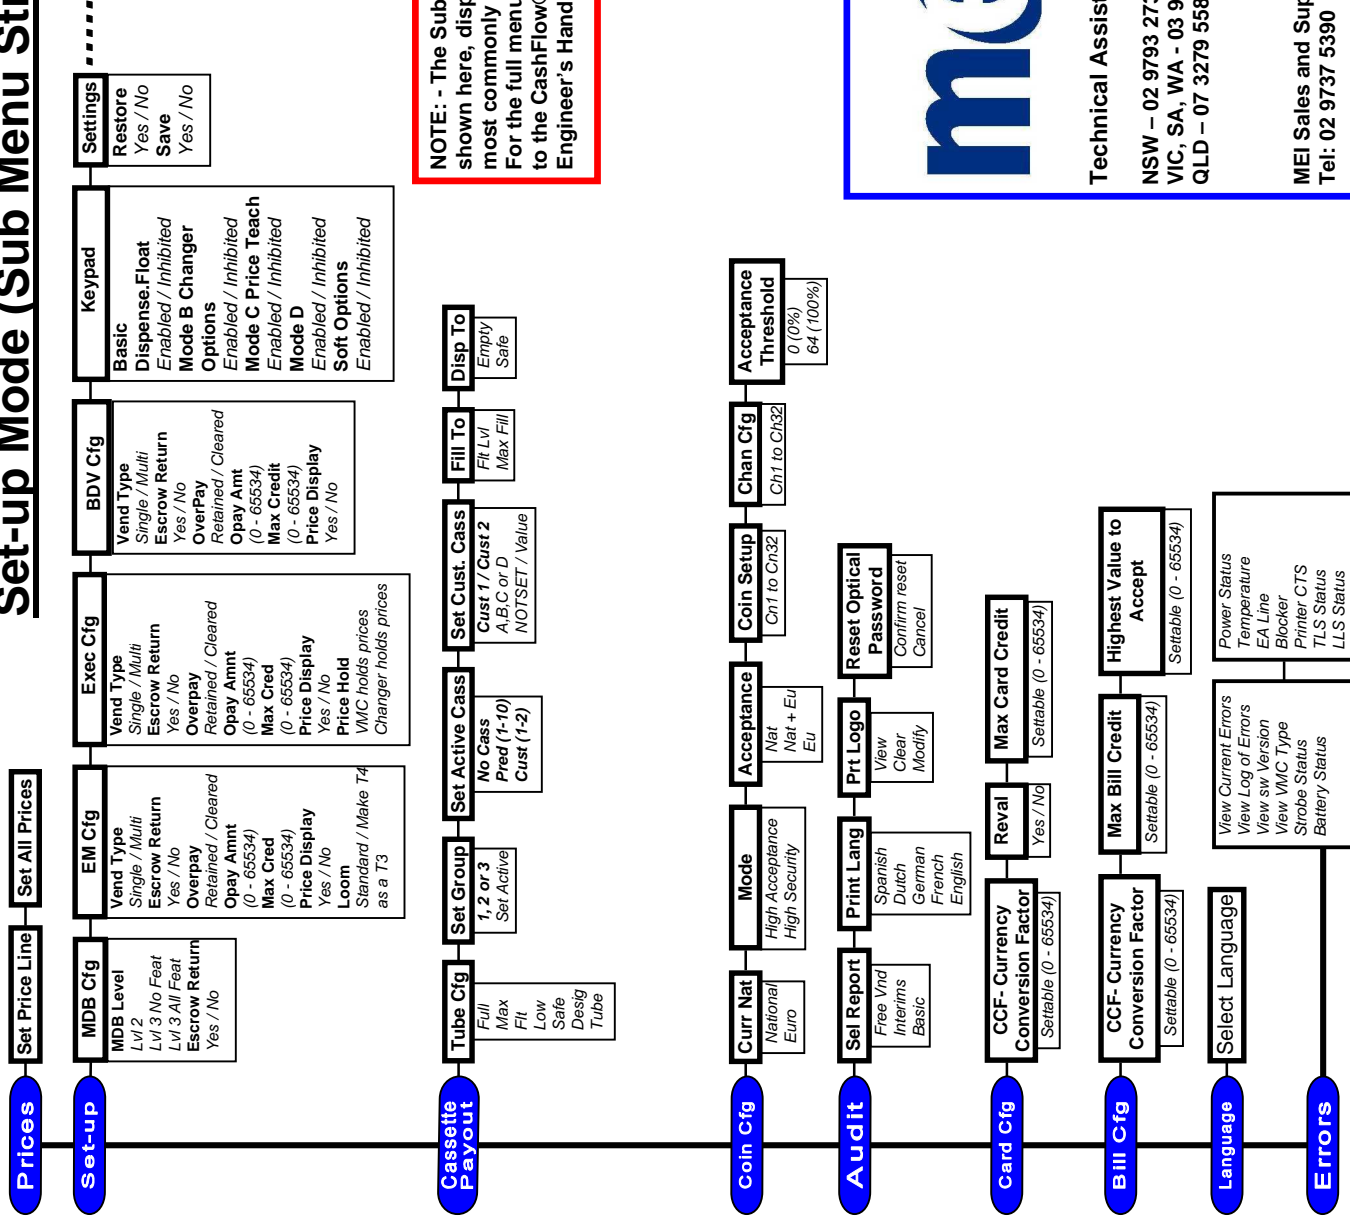 Set-up Mode (Sub Menu
Prices
Set Price Line
Set All Prices
Set-up
MDB Cfg
MDB Level
Lvl 2
Lvl 3 No Feat
Lvl 3 All Feat
Escrow Return
Yes / No
EM Cfg
Vend Type
Single / Multi
Escrow Return
Yes / No
Overpay
Retained / Cleared
Opay Amnt
(0 - 65534)
Max Cred
(0 - 65534)
Price Display
Yes / No
Loom
Standard / Make T4
as a T3
Exec Cfg
Vend Type
Single / Multi
Escrow Return
Yes / No
Overpay
Retained / Cleared
Opay Amnt
(0 - 65534)
Max Cred
(0 - 65534)
Price Display
Yes / No
Price Hold
VMC holds prices
Changer holds prices
BDV Cfg
Vend Type
Single / Multi
Escrow Return
Yes / No
OverPay
Retained / Cleared
Opay Amt
(0 - 65534)
Max Credit
(0 - 65534)
Price Display
Yes / No
Keypad
Basic
Dispense.Float
Enabled / Inhibited
Mode B Changer
Options
Enabled / Inhibited
Mode C Price Teach
Enabled / Inhibited
Mode D
Enabled / Inhibited
Soft Options
Enabled / Inhibited
Settings
Restore
Yes / No
Save
Yes / No
NOTE: - The Sub
shown here, disp
most commonly
For the full menu
to the CashFlow
Engineer's Hand
Cassette
Payout
Tube Cfg
Full
Max
Flt
Low
Safe
Desig
Tube
Set Group
1, 2 or 3
Set Active
Set Active Cass
No Cass
Pred (1-10)
Cust (1-2)
Set Cust. Cass
Cust 1 / Cust 2
A,B,C or D
NOTSET / Value
Fill To
Flt Lvl
Max Fill
Disp To
Empty
Safe
Coin Cfg
Curr Nat
National
Euro
Mode
High Acceptance
High Security
Acceptance
Nat
Nat + Eu
Eu
Coin Setup
Cn1 to Cn32
Chan Cfg
Ch1 to Ch32
Acceptance
Threshold
0 (0%)
64 (100%)
Audit
Sel Report
Free Vnd
Interims
Basic
Print Lang
Spanish
Dutch
German
French
English
Prt Logo
View
Clear
Modify
Reset Optical
Password
Confirm reset
Cancel
Card Cfg
CCF- Currency
Conversion Factor
Settable (0 - 65534)
Reval
Yes / No
Max Card Credit
Settable (0 - 65534)
Bill Cfg
CCF- Currency
Conversion Factor
Settable (0 - 65534)
Max Bill Credit
Settable (0 - 65534)
Highest Value to
Accept
Settable (0 - 65534)
Language
Select Language
Errors
View Current Errors
View Log of Errors
View sw Version
View VMC Type
Strobe Status
Battery Status
Power Status
Temperature
EA Line
Blocker
Printer CTS
TLS Status
LLS Status
me
Technical Assist
NSW – 02 9793 273
VIC, SA, WA - 03 9
QLD – 07 3279 558
MEI Sales and Sup
Tel: 02 9737 5390